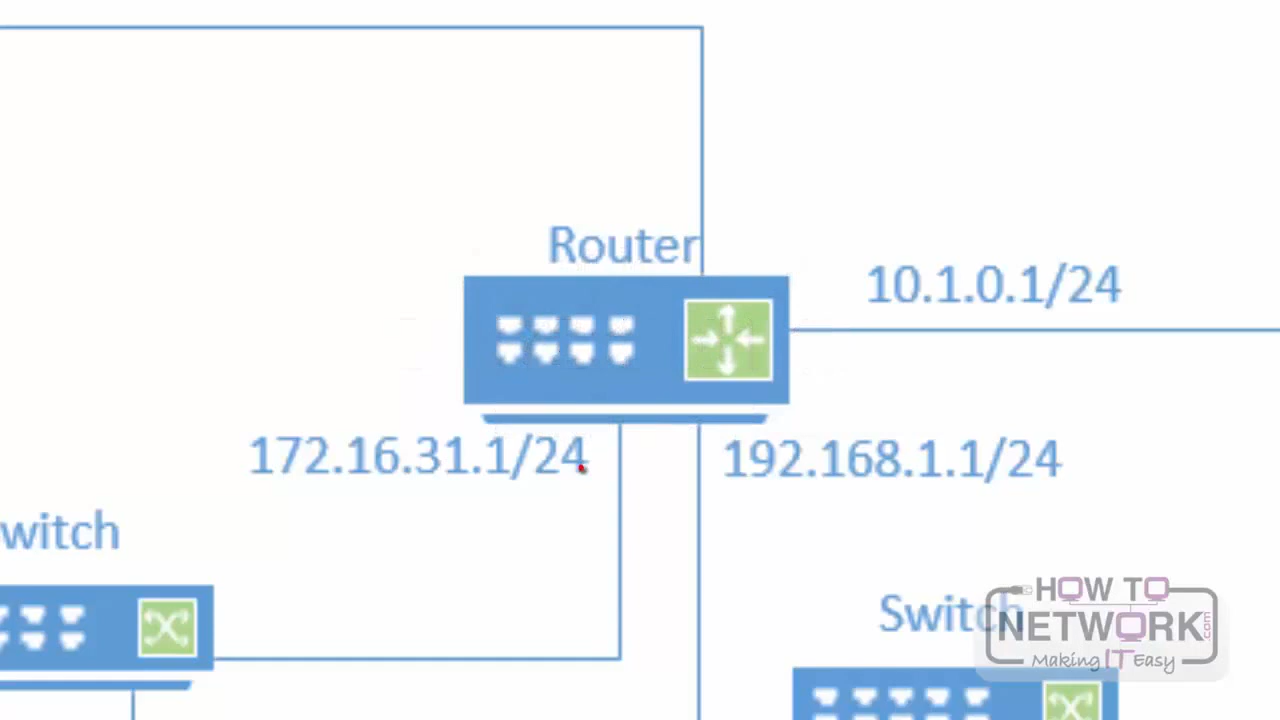 Router
10.1.0.1/24
172.16.31.1/24
192.168.1.1/24
witch
Switch
HOW TO
NETWORK.com
Making IT Easy